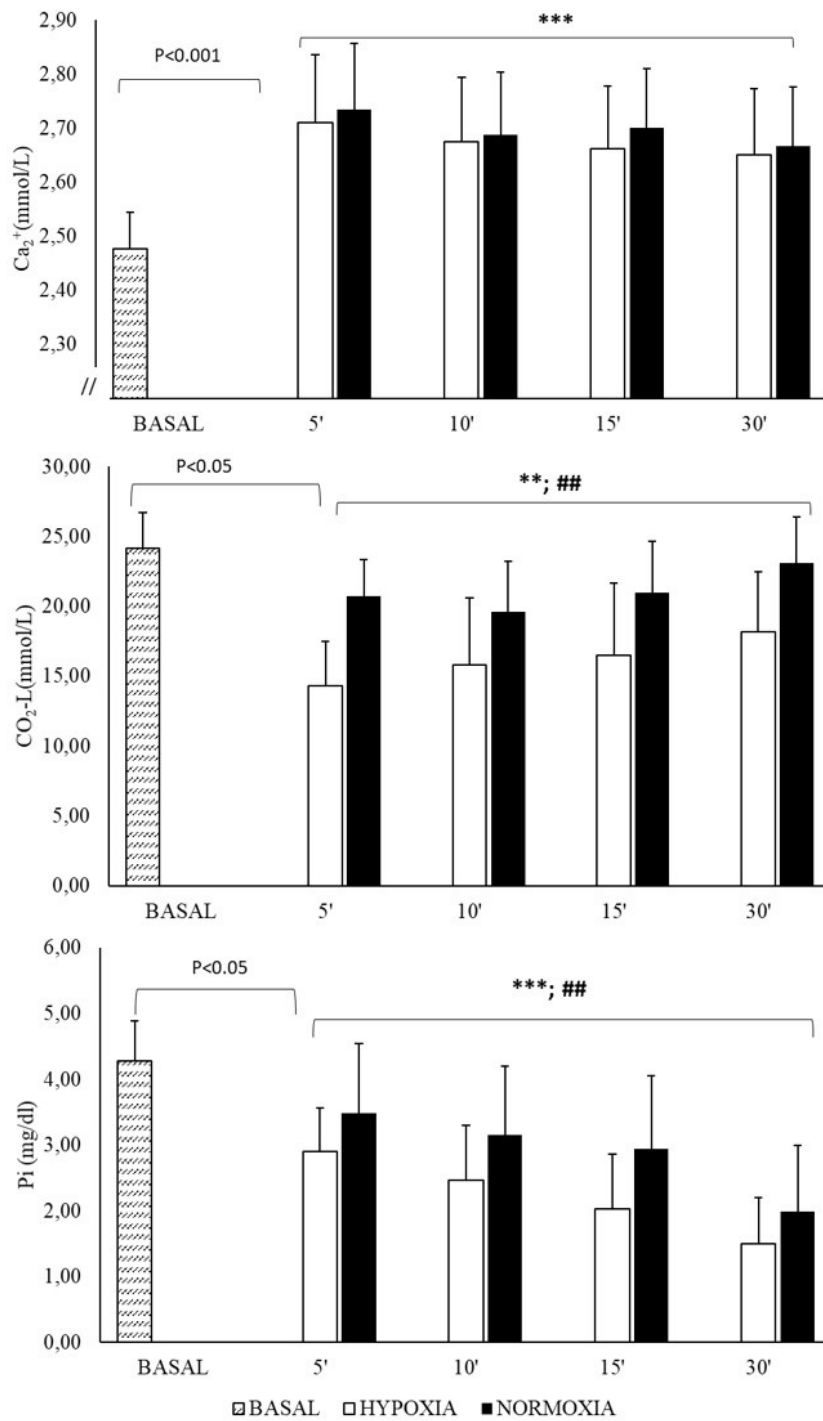 2,90
***
P<0.001
2,80
2,70
2,60
2,50
2,40
2,30
Ca₂⁺(mmol/L)
//
BASAL 5' 10' 15' 30'
30,00
P<0.05
**; ##
25,00
20,00
15,00
10,00
5,00
0,00
CO₂-L(mmol/L)
BASAL 5' 10' 15' 30'
6,00
P<0.05
***; ##
5,00
4,00
3,00
2,00
1,00
0,00
Pi (mg/dl)
BASAL 5' 10' 15' 30'
BASAL HYPOXIA NORMOXIA